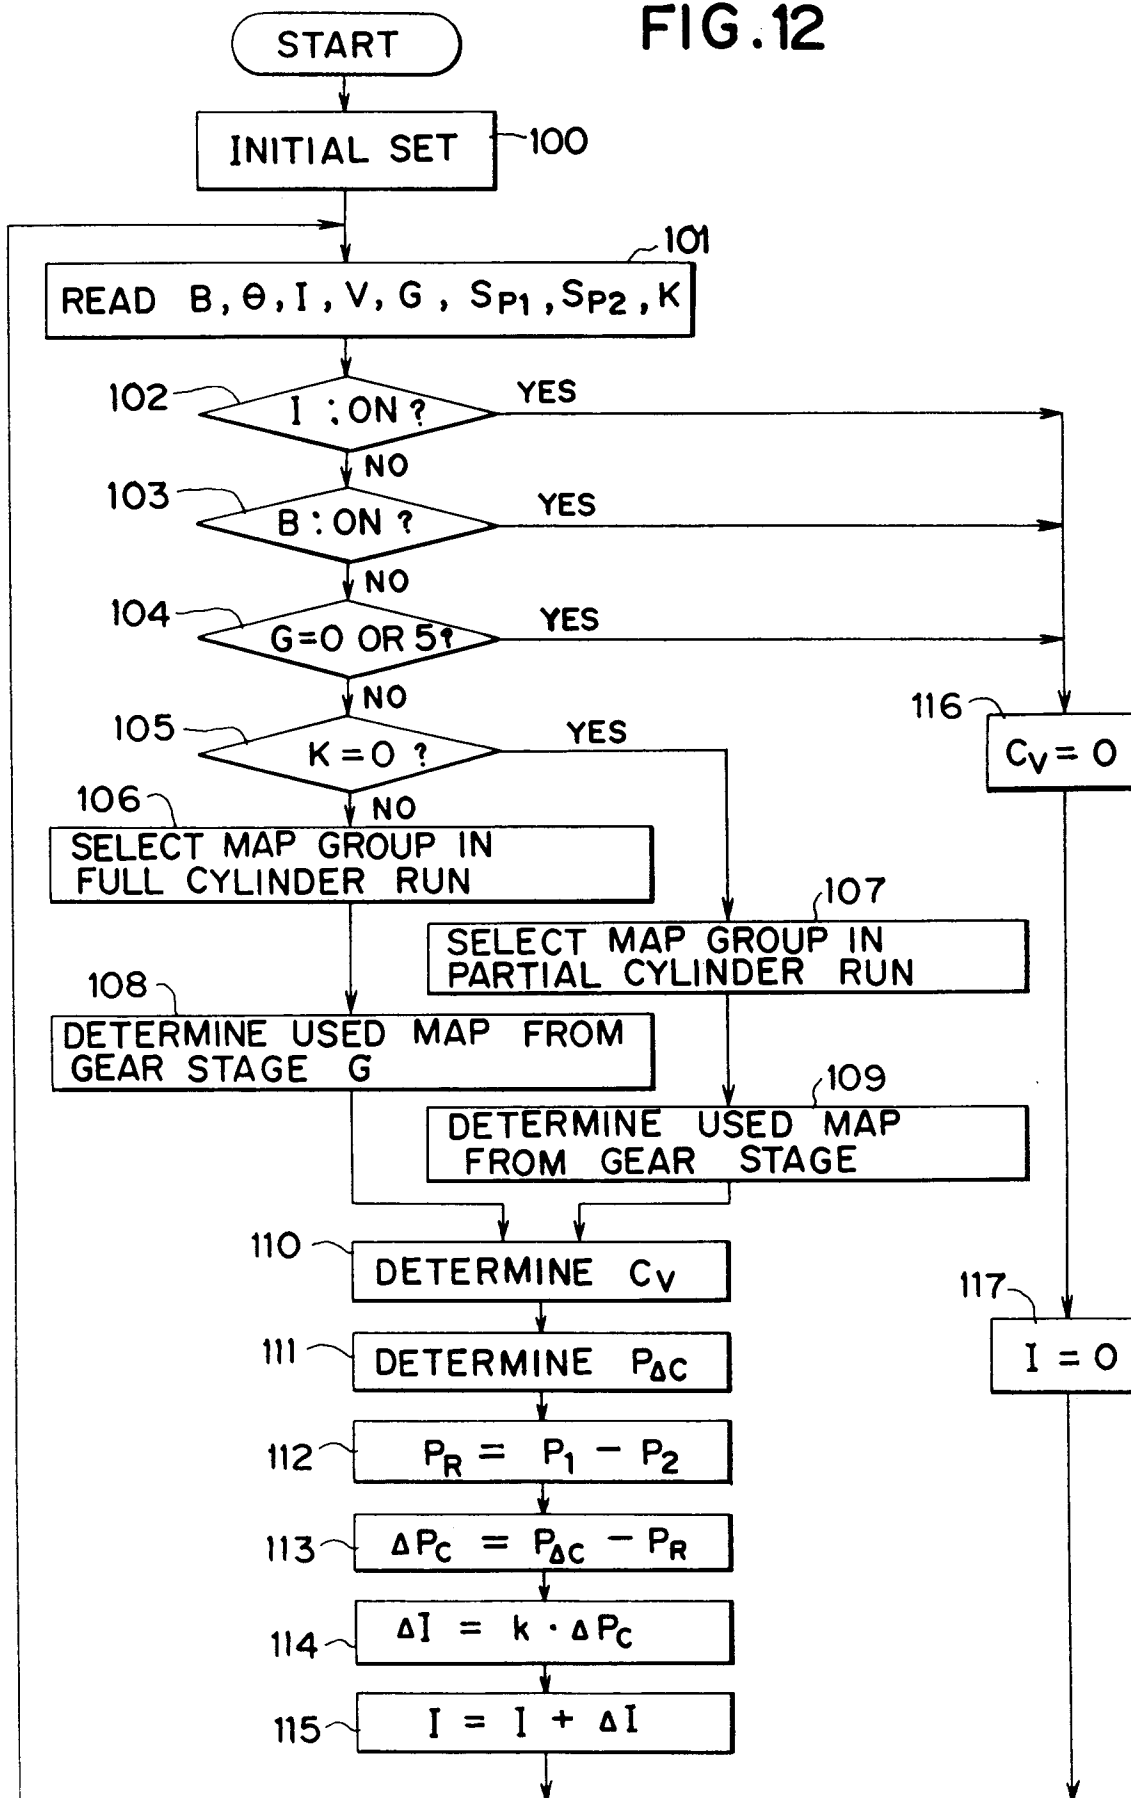 FIG.12
START
INITIAL SET
100
101
READ B, θ, I, V, G, SP1, SP2, K
102
I : ON ?
YES
NO
103
B : ON ?
YES
NO
104
G=0 OR 5?
YES
NO
105
K=0 ?
YES
NO
116
CV = 0
106
SELECT MAP GROUP IN
FULL CYLINDER RUN
107
SELECT MAP GROUP IN
PARTIAL CYLINDER RUN
108
DETERMINE USED MAP FROM
GEAR STAGE G
109
DETERMINE USED MAP
FROM GEAR STAGE
110
DETERMINE CV
117
I = 0
111
DETERMINE PΔC
112
PR = P1 - P2
113
ΔPC = PΔC - PR
114
ΔI = k · ΔPC
115
I = I + ΔI